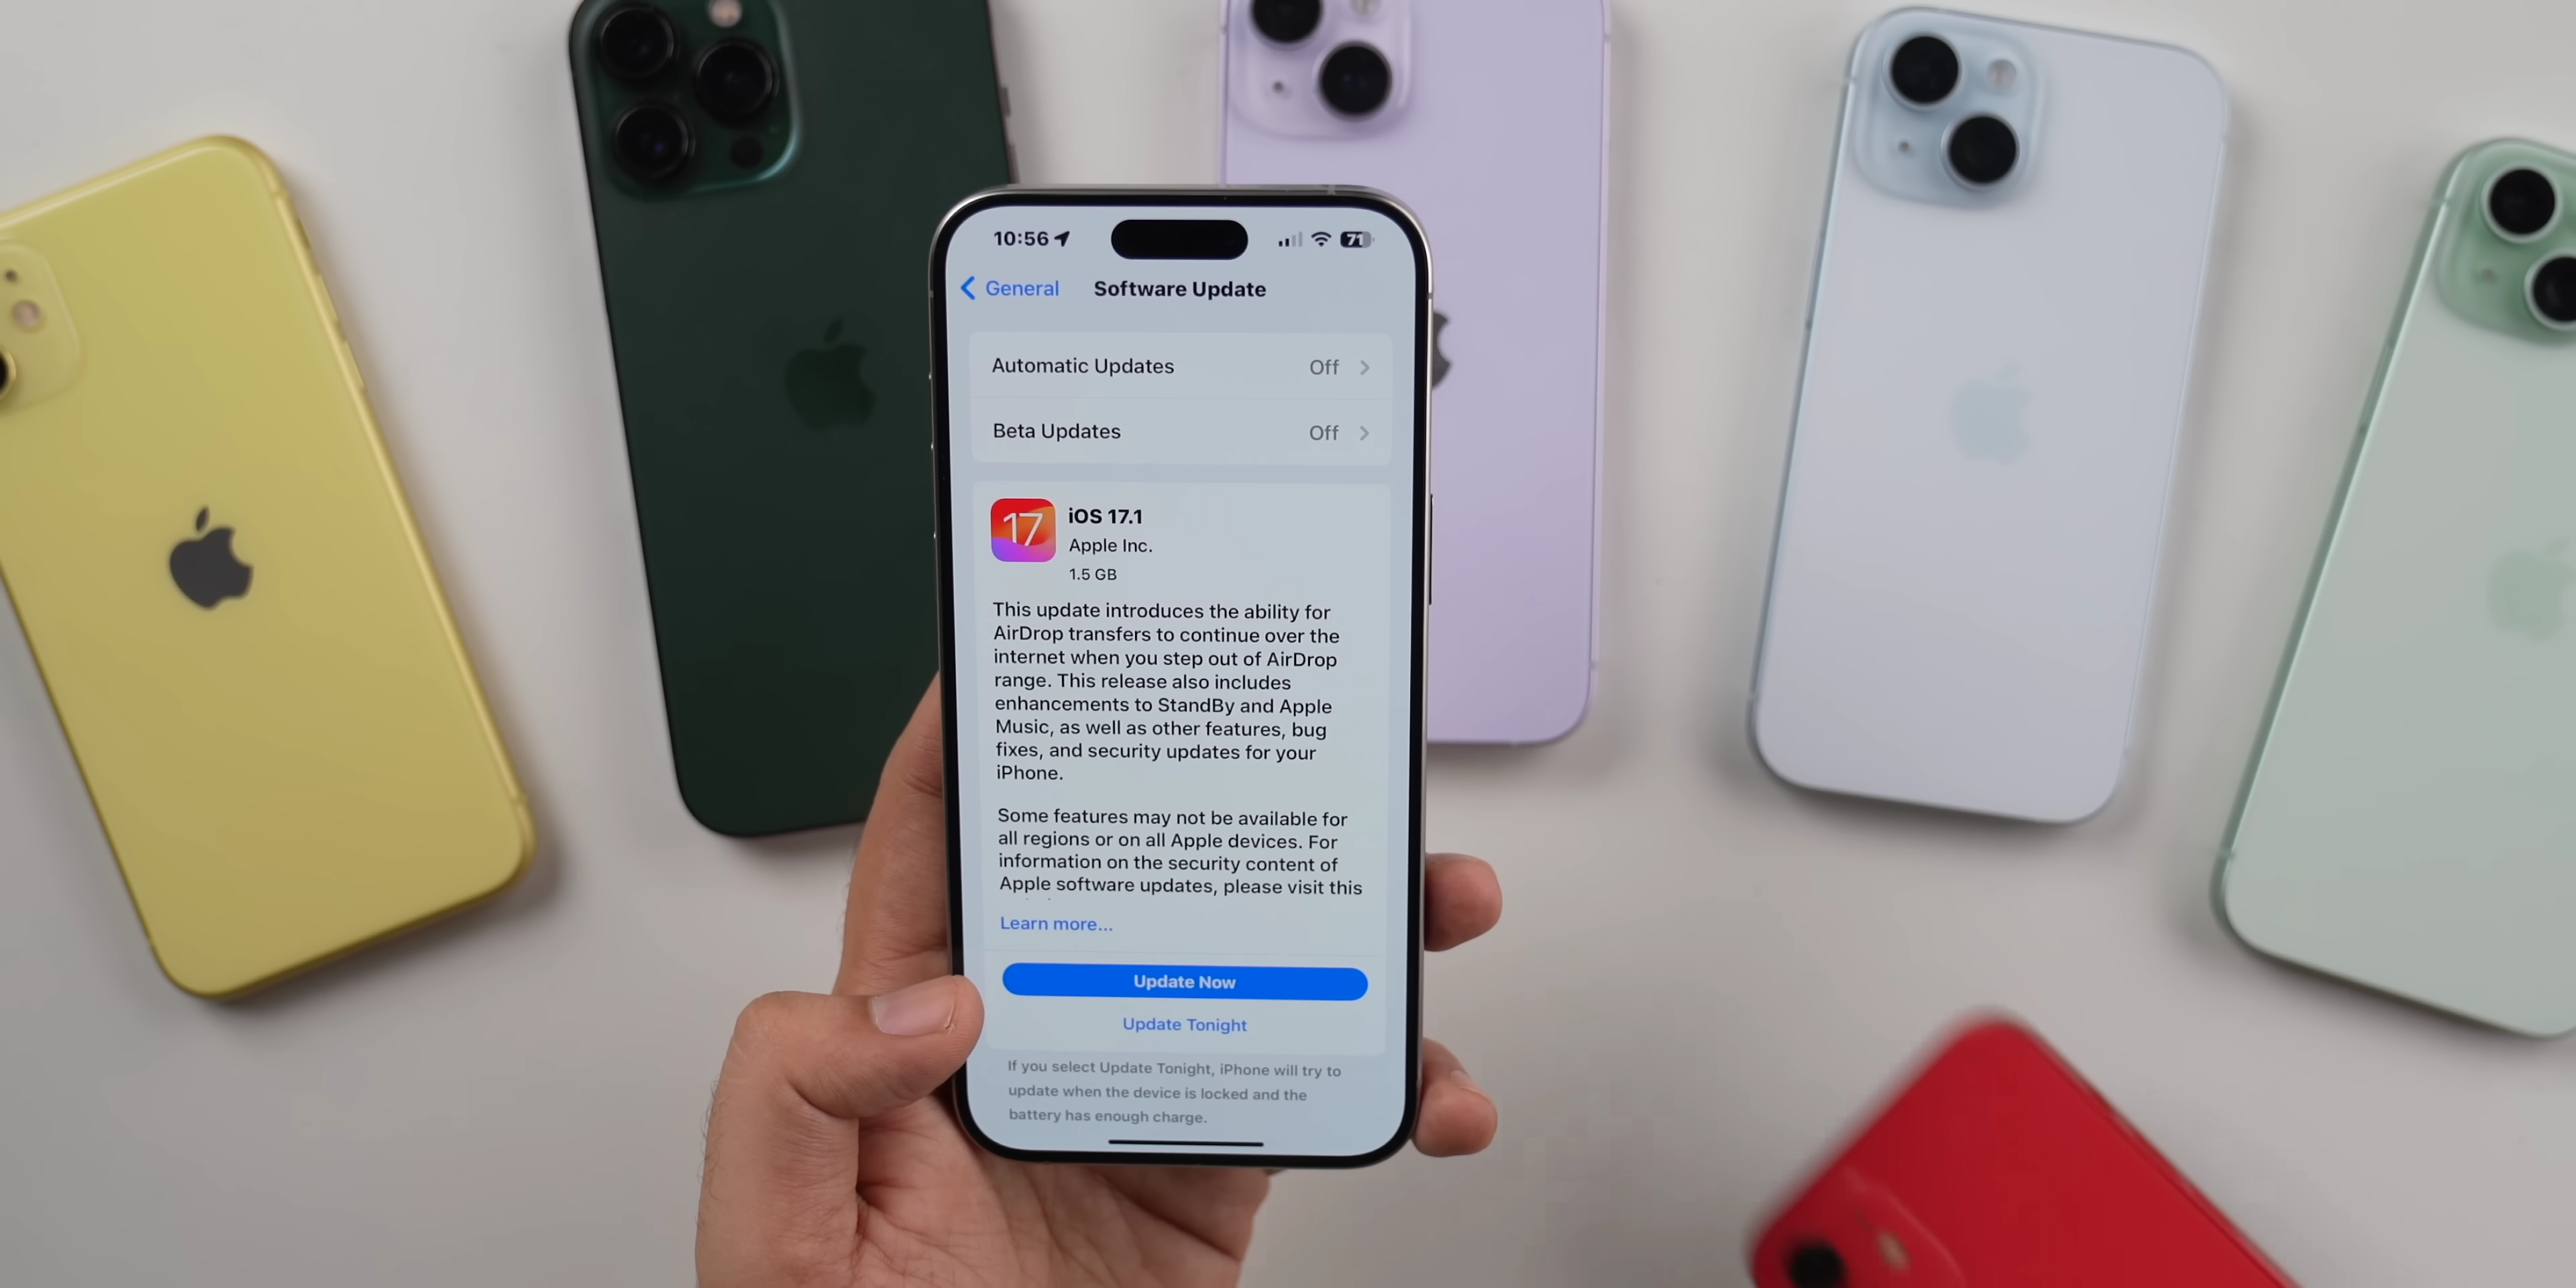 10:56
71
General
Software Update
Automatic Updates Off
Beta Updates Off
17
iOS 17.1
Apple Inc.
1.5 GB
This update introduces the ability for
AirDrop transfers to continue over the
internet when you step out of AirDrop
range. This release also includes
enhancements to StandBy and Apple
Music, as well as other features, bug
fixes, and security updates for your
iPhone.
Some features may not be available for
all regions or on all Apple devices. For
information on the security content of
Apple software updates, please visit this
Learn more...
Update Now
Update Tonight
If you select Update Tonight, iPhone will try to
update when the device is locked and the
battery has enough charge.